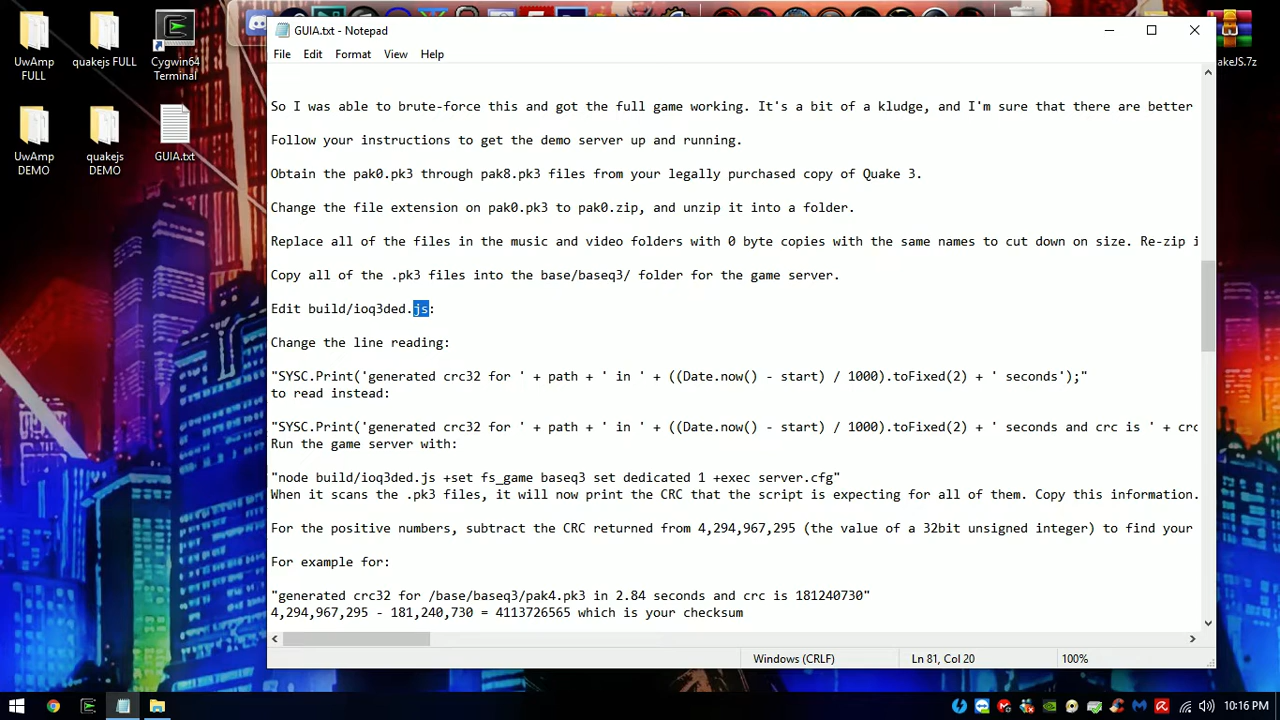 GUIA.txt - Notepad
File Edit Format View Help
So I was able to brute-force this and got the full game working. It's a bit of a kludge, and I'm sure that there are better
Follow your instructions to get the demo server up and running.
Obtain the pak0.pk3 through pak8.pk3 files from your legally purchased copy of Quake 3.
Change the file extension on pak0.pk3 to pak0.zip, and unzip it into a folder.
Replace all of the files in the music and video folders with 0 byte copies with the same names to cut down on size. Re-zip i
Copy all of the .pk3 files into the base/baseq3/ folder for the game server.
Edit build/ioq3ded.js:
Change the line reading:
"SYSC.Print('generated crc32 for ' + path + ' in ' + ((Date.now() - start) / 1000).toFixed(2) + ' seconds');"
to read instead:
"SYSC.Print('generated crc32 for ' + path + ' in ' + ((Date.now() - start) / 1000).toFixed(2) + ' seconds and crc is ' + crc
Run the game server with:
"node build/ioq3ded.js +set fs_game baseq3 set dedicated 1 +exec server.cfg"
When it scans the .pk3 files, it will now print the CRC that the script is expecting for all of them. Copy this information.
For the positive numbers, subtract the CRC returned from 4,294,967,295 (the value of a 32bit unsigned integer) to find your
For example for:
"generated crc32 for /base/baseq3/pak4.pk3 in 2.84 seconds and crc is 181240730"
4,294,967,295 - 181,240,730 = 4113726565 which is your checksum
Windows (CRLF) Ln 81, Col 20 100%
UwAmp FULL
quakejs FULL
Cygwin64 Terminal
UwAmp DEMO
quakejs DEMO
GUIA.txt
akeJS.7z
10:16 PM